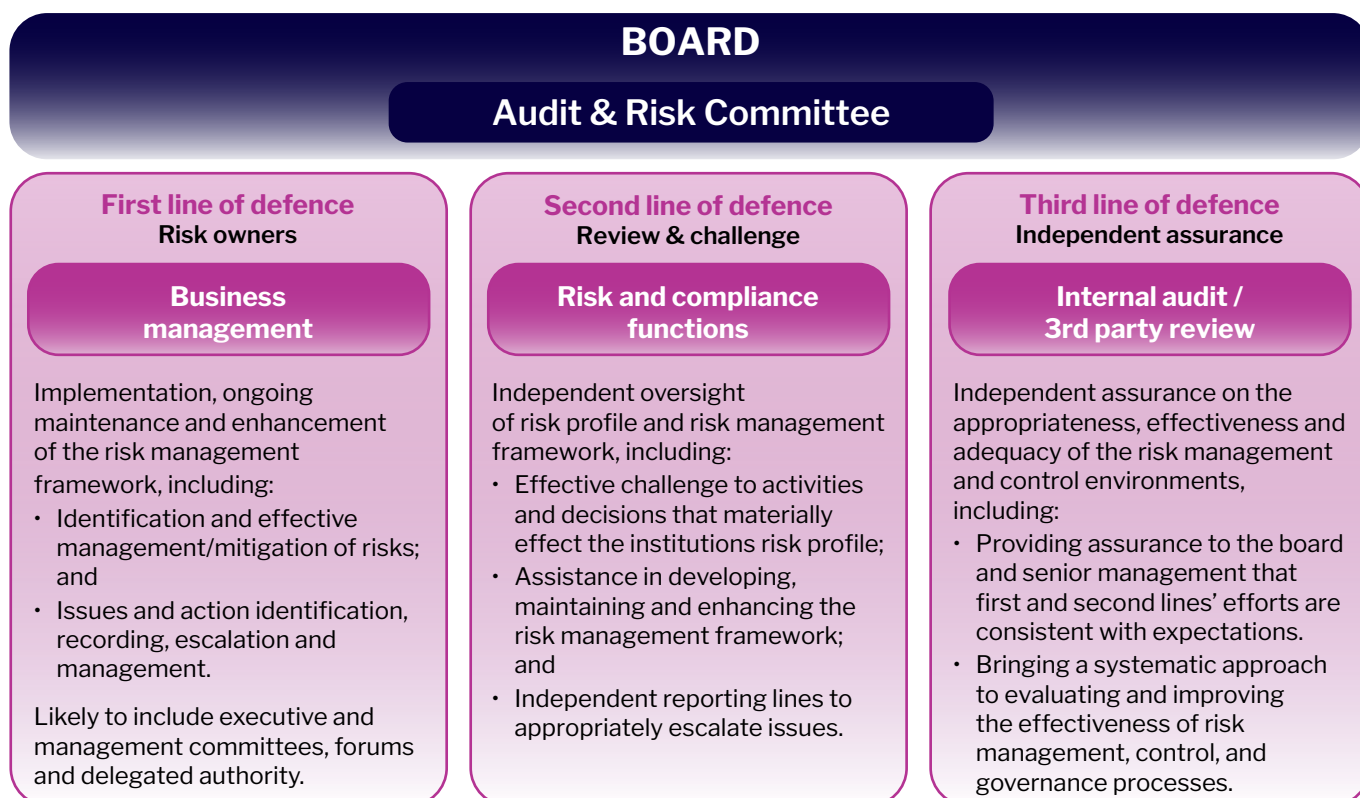 BOARD
Audit & Risk Committee
First line of defence
Risk owners
Business
management
Implementation, ongoing
maintenance and enhancement
of the risk management
framework, including:
• Identification and effective
management/mitigation of risks;
and
• Issues and action identification,
recording, escalation and
management.
Likely to include executive and
management committees, forums
and delegated authority.
Second line of defence
Review & challenge
Risk and compliance
functions
Independent oversight
of risk profile and risk management
framework, including:
• Effective challenge to activities
and decisions that materially
effect the institutions risk profile;
• Assistance in developing,
maintaining and enhancing the
risk management framework;
and
• Independent reporting lines to
appropriately escalate issues.
Third line of defence
Independent assurance
Internal audit /
3rd party review
Independent assurance on the
appropriateness, effectiveness and
adequacy of the risk management
and control environments,
including:
• Providing assurance to the board
and senior management that
first and second lines’ efforts are
consistent with expectations.
• Bringing a systematic approach
to evaluating and improving
the effectiveness of risk
management, control, and
governance processes.